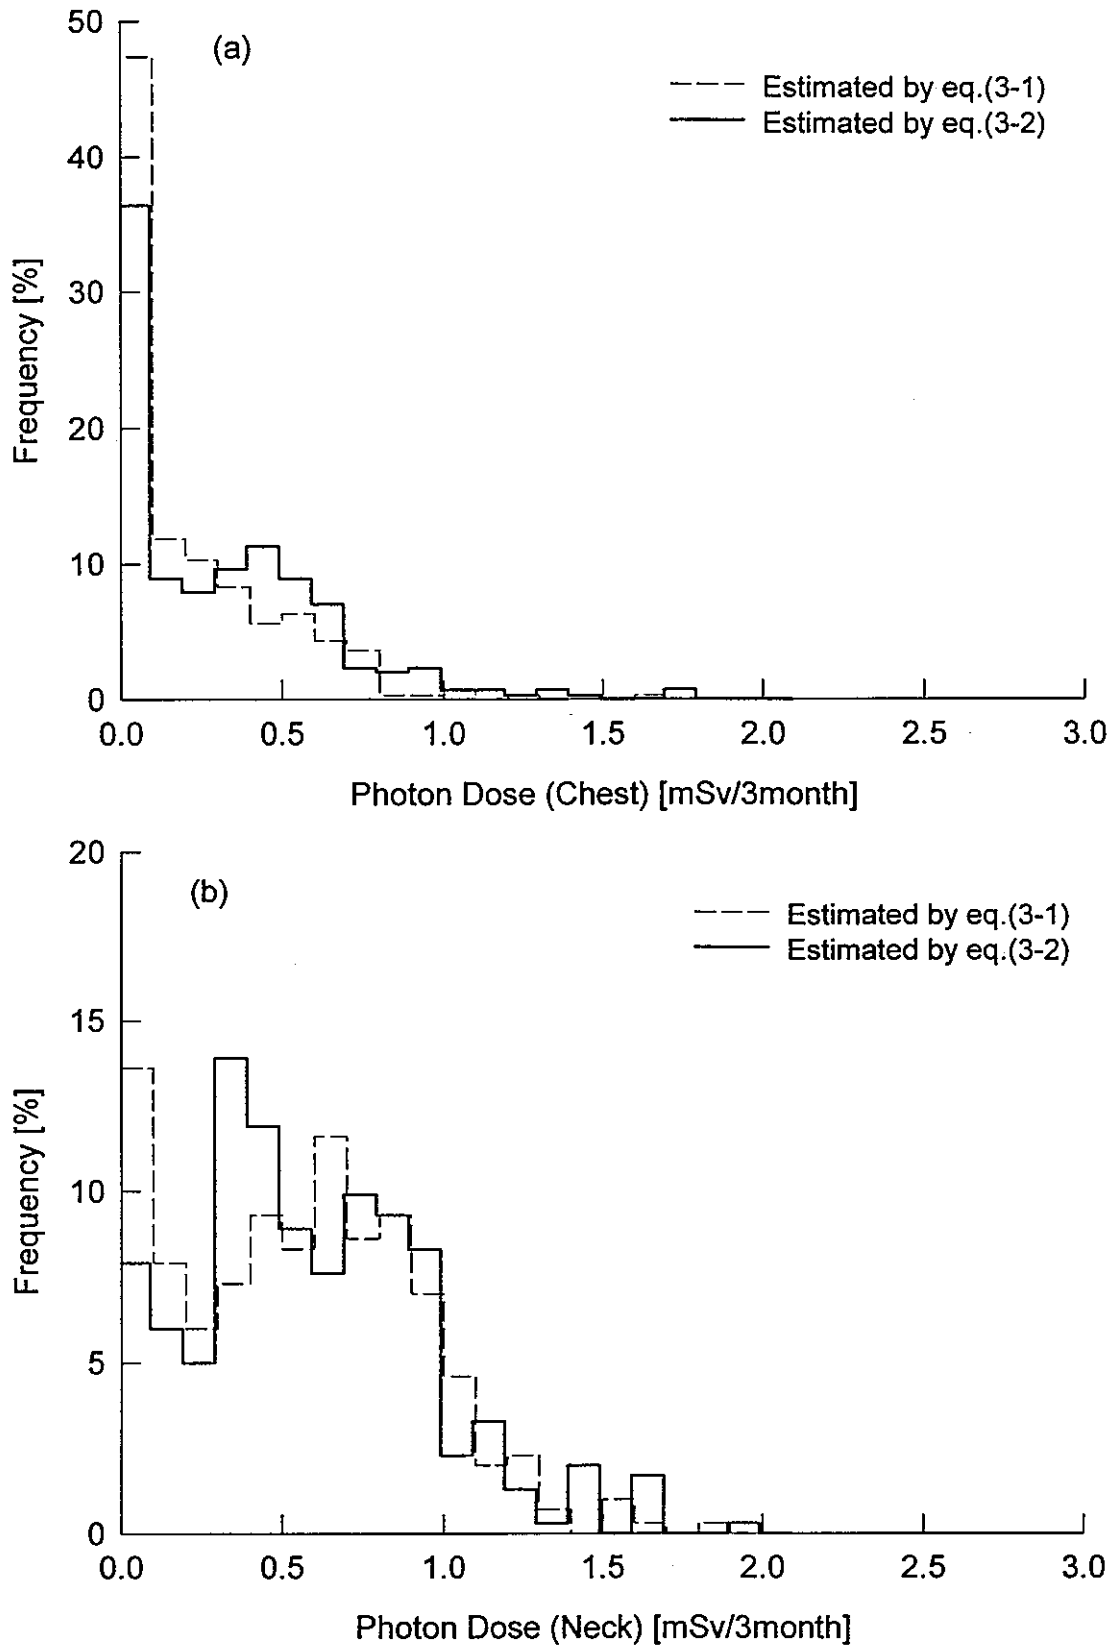 50
(a)
Estimated by eq.(3-1)
Estimated by eq.(3-2)
40
30
20
10
0
Frequency [%]
0.0 0.5 1.0 1.5 2.0 2.5 3.0
Photon Dose (Chest) [mSv/3month]
20
(b)
Estimated by eq.(3-1)
Estimated by eq.(3-2)
15
10
5
0
Frequency [%]
0.0 0.5 1.0 1.5 2.0 2.5 3.0
Photon Dose (Neck) [mSv/3month]